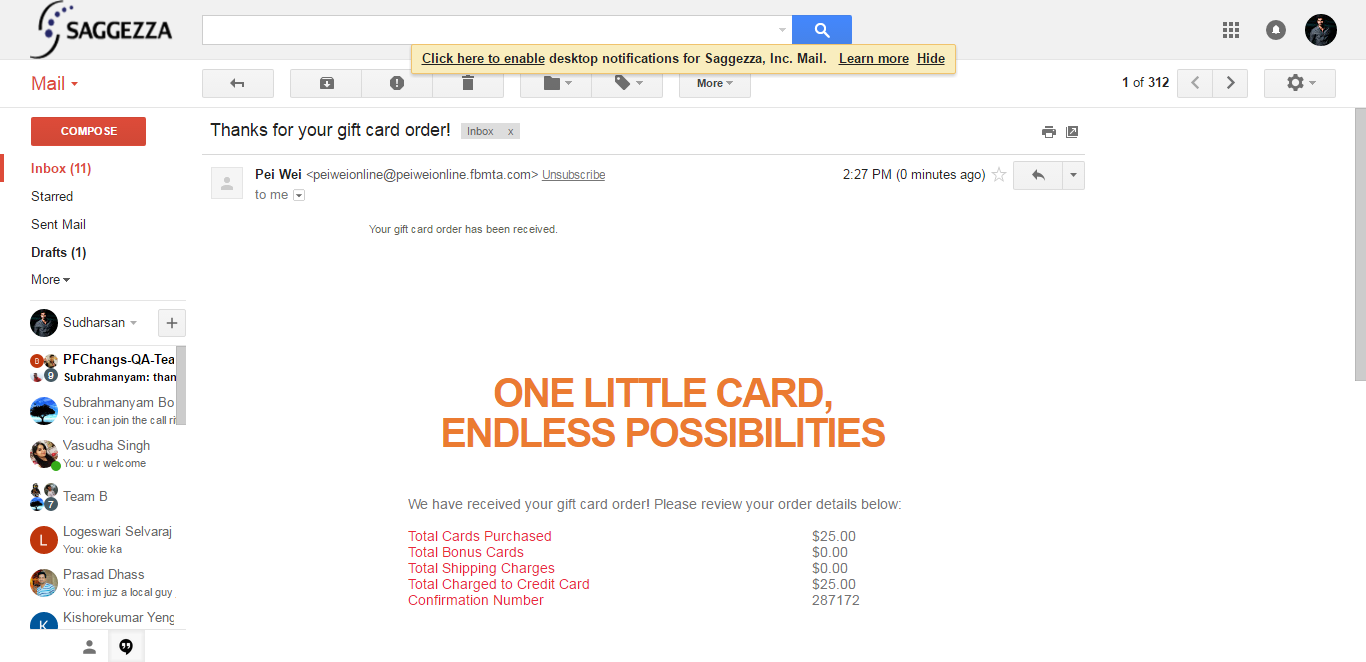 SAGGEZZA
Click here to enable desktop notifications for Saggezza, Inc. Mail. Learn more Hide
Mail
More
1 of 312
COMPOSE
Inbox (11)
Starred
Sent Mail
Drafts (1)
More
Sudharsan
PFChangs-QA-Tea
9
Subrahmanyam: than
Subrahmanyam Bo
You: i can join the call ri
Vasudha Singh
You: u r welcome
7
Team B
L
Logeswari Selvaraj
You: okie ka
Prasad Dhass
You: i m juz a local guy
K
Kishorekumar Yeng
Thanks for your gift card order! Inbox x
Pei Wei <peiweionline@peiweionline.fbmta.com> Unsubscribe
2:27 PM (0 minutes ago)
to me
Your gift card order has been received.
ONE LITTLE CARD,
ENDLESS POSSIBILITIES
We have received your gift card order! Please review your order details below:
Total Cards Purchased $25.00
Total Bonus Cards $0.00
Total Shipping Charges $0.00
Total Charged to Credit Card $25.00
Confirmation Number 287172